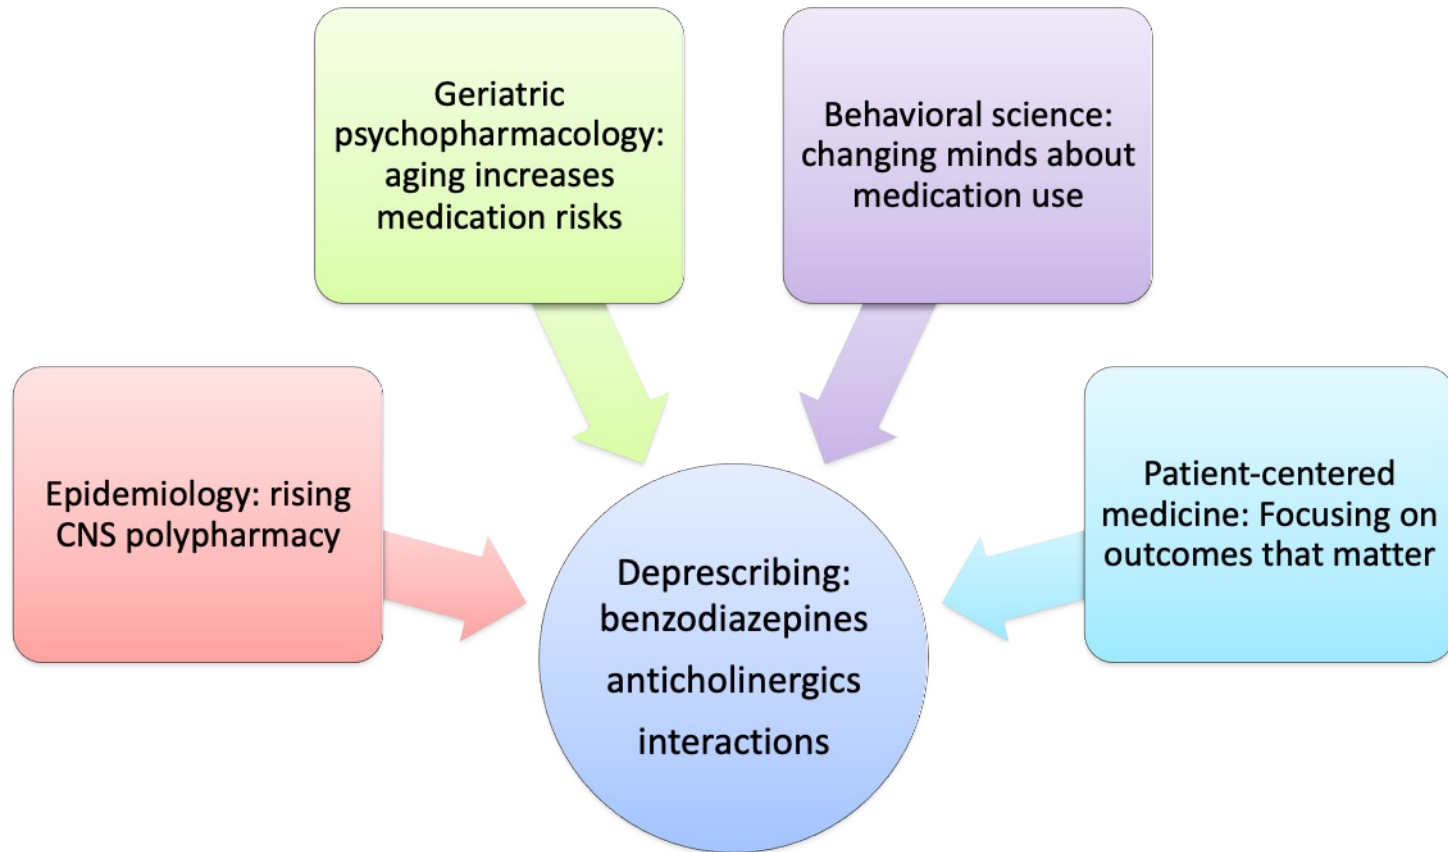 Geriatric
psychopharmacology:
aging increases
medication risks
Behavioral science:
changing minds about
medication use
Epidemiology: rising
CNS polypharmacy
Patient-centered
medicine: Focusing on
outcomes that matter
Deprescribing:
benzodiazepines
anticholinergics
interactions